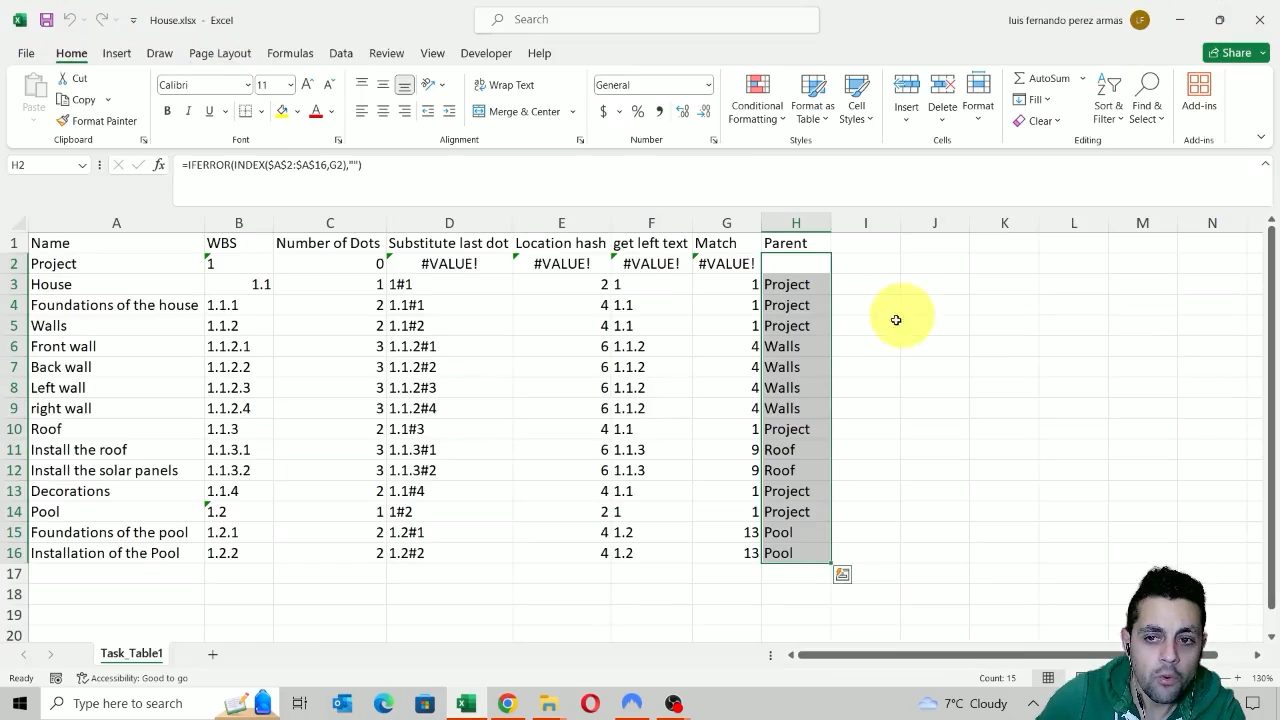 House.xlsx - Excel
Search
luis fernando perez armas LF
File Home Insert Draw Page Layout Formulas Data Review View Developer Help Share
Paste Cut Copy Format Painter Clipboard
Calibri 11 B I U Font
Wrap Text Merge & Center Alignment
General $ % Number
Conditional Formatting Format as Table Cell Styles Styles
Insert Delete Format Cells
AutoSum Fill Clear Sort & Filter Find & Select Editing
Add-ins Add-ins
H2 fx =IFERROR(INDEX($A$2:$A$16,G2),"")
A B C D E F G H I J K L M N
1 Name WBS Number of Dots Substitute last dot Location hash get left text Match Parent
2 Project 1 0 #VALUE! #VALUE! #VALUE! #VALUE!
3 House 1.1 1 1#1 2 1 1 Project
4 Foundations of the house 1.1.1 2 1.1#1 4 1.1 1 Project
5 Walls 1.1.2 2 1.1#2 4 1.1 1 Project
6 Front wall 1.1.2.1 3 1.1.2#1 6 1.1.2 4 Walls
7 Back wall 1.1.2.2 3 1.1.2#2 6 1.1.2 4 Walls
8 Left wall 1.1.2.3 3 1.1.2#3 6 1.1.2 4 Walls
9 right wall 1.1.2.4 3 1.1.2#4 6 1.1.2 4 Walls
10 Roof 1.1.3 2 1.1#3 4 1.1 1 Project
11 Install the roof 1.1.3.1 3 1.1.3#1 6 1.1.3 9 Roof
12 Install the solar panels 1.1.3.2 3 1.1.3#2 6 1.1.3 9 Roof
13 Decorations 1.1.4 2 1.1#4 4 1.1 1 Project
14 Pool 1.2 1 1#2 2 1 1 Project
15 Foundations of the pool 1.2.1 2 1.2#1 4 1.2 13 Pool
16 Installation of the Pool 1.2.2 2 1.2#2 4 1.2 13 Pool
17
18
19
20
Task_Table1
Ready Accessibility: Good to go Count: 15 130%
Type here to search 7°C Cloudy